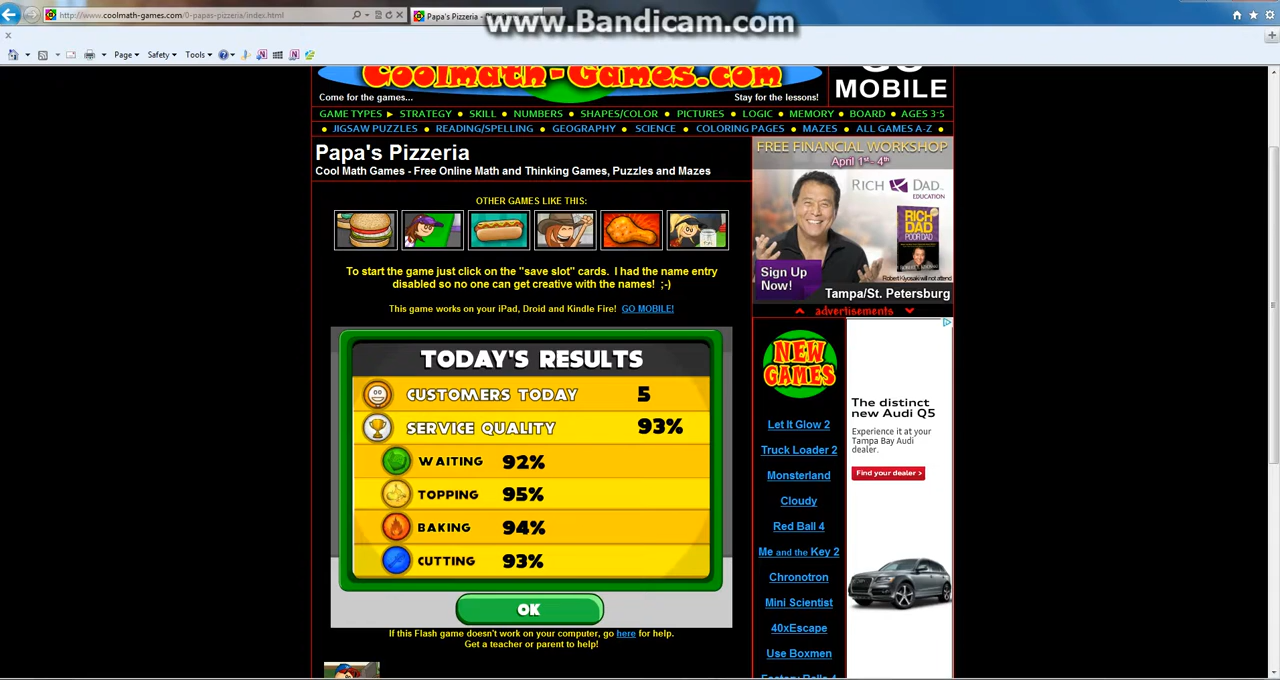 http://www.coolmath-games.com/0-papas-pizzeria/index.html
Papa's Pizzeria -
www.Bandicam.com
Page
Safety
Tools
Coolmath-Games.com
Come for the games...
Stay for the lessons!
GO
MOBILE
GAME TYPES ► STRATEGY ● SKILL ● NUMBERS ● SHAPES/COLOR ● PICTURES ● LOGIC ● MEMORY ● BOARD ● AGES 3-5
● JIGSAW PUZZLES ● READING/SPELLING ● GEOGRAPHY ● SCIENCE ● COLORING PAGES ● MAZES ● ALL GAMES A-Z ●
Papa's Pizzeria
Cool Math Games - Free Online Math and Thinking Games, Puzzles and Mazes
OTHER GAMES LIKE THIS:
To start the game just click on the "save slot" cards. I had the name entry
disabled so no one can get creative with the names! ;-)
This game works on your iPad, Droid and Kindle Fire! GO MOBILE!
TODAY'S RESULTS
CUSTOMERS TODAY 5
SERVICE QUALITY 93%
WAITING 92%
TOPPING 95%
BAKING 94%
CUTTING 93%
OK
If this Flash game doesn't work on your computer, go here for help.
Get a teacher or parent to help!
FREE FINANCIAL WORKSHOP
April 1st- 4th
RICH DAD
EDUCATION
RICH DAD
POOR DAD
Sign Up
Now!
Robert Kiyosaki will not attend
Tampa/St. Petersburg
advertisements
NEW
GAMES
Let It Glow 2
Truck Loader 2
Monsterland
Cloudy
Red Ball 4
Me and the Key 2
Chronotron
Mini Scientist
40xEscape
Use Boxmen
Factory Balls 4
The distinct
new Audi Q5
Experience it at your
Tampa Bay Audi
dealer.
Find your dealer >